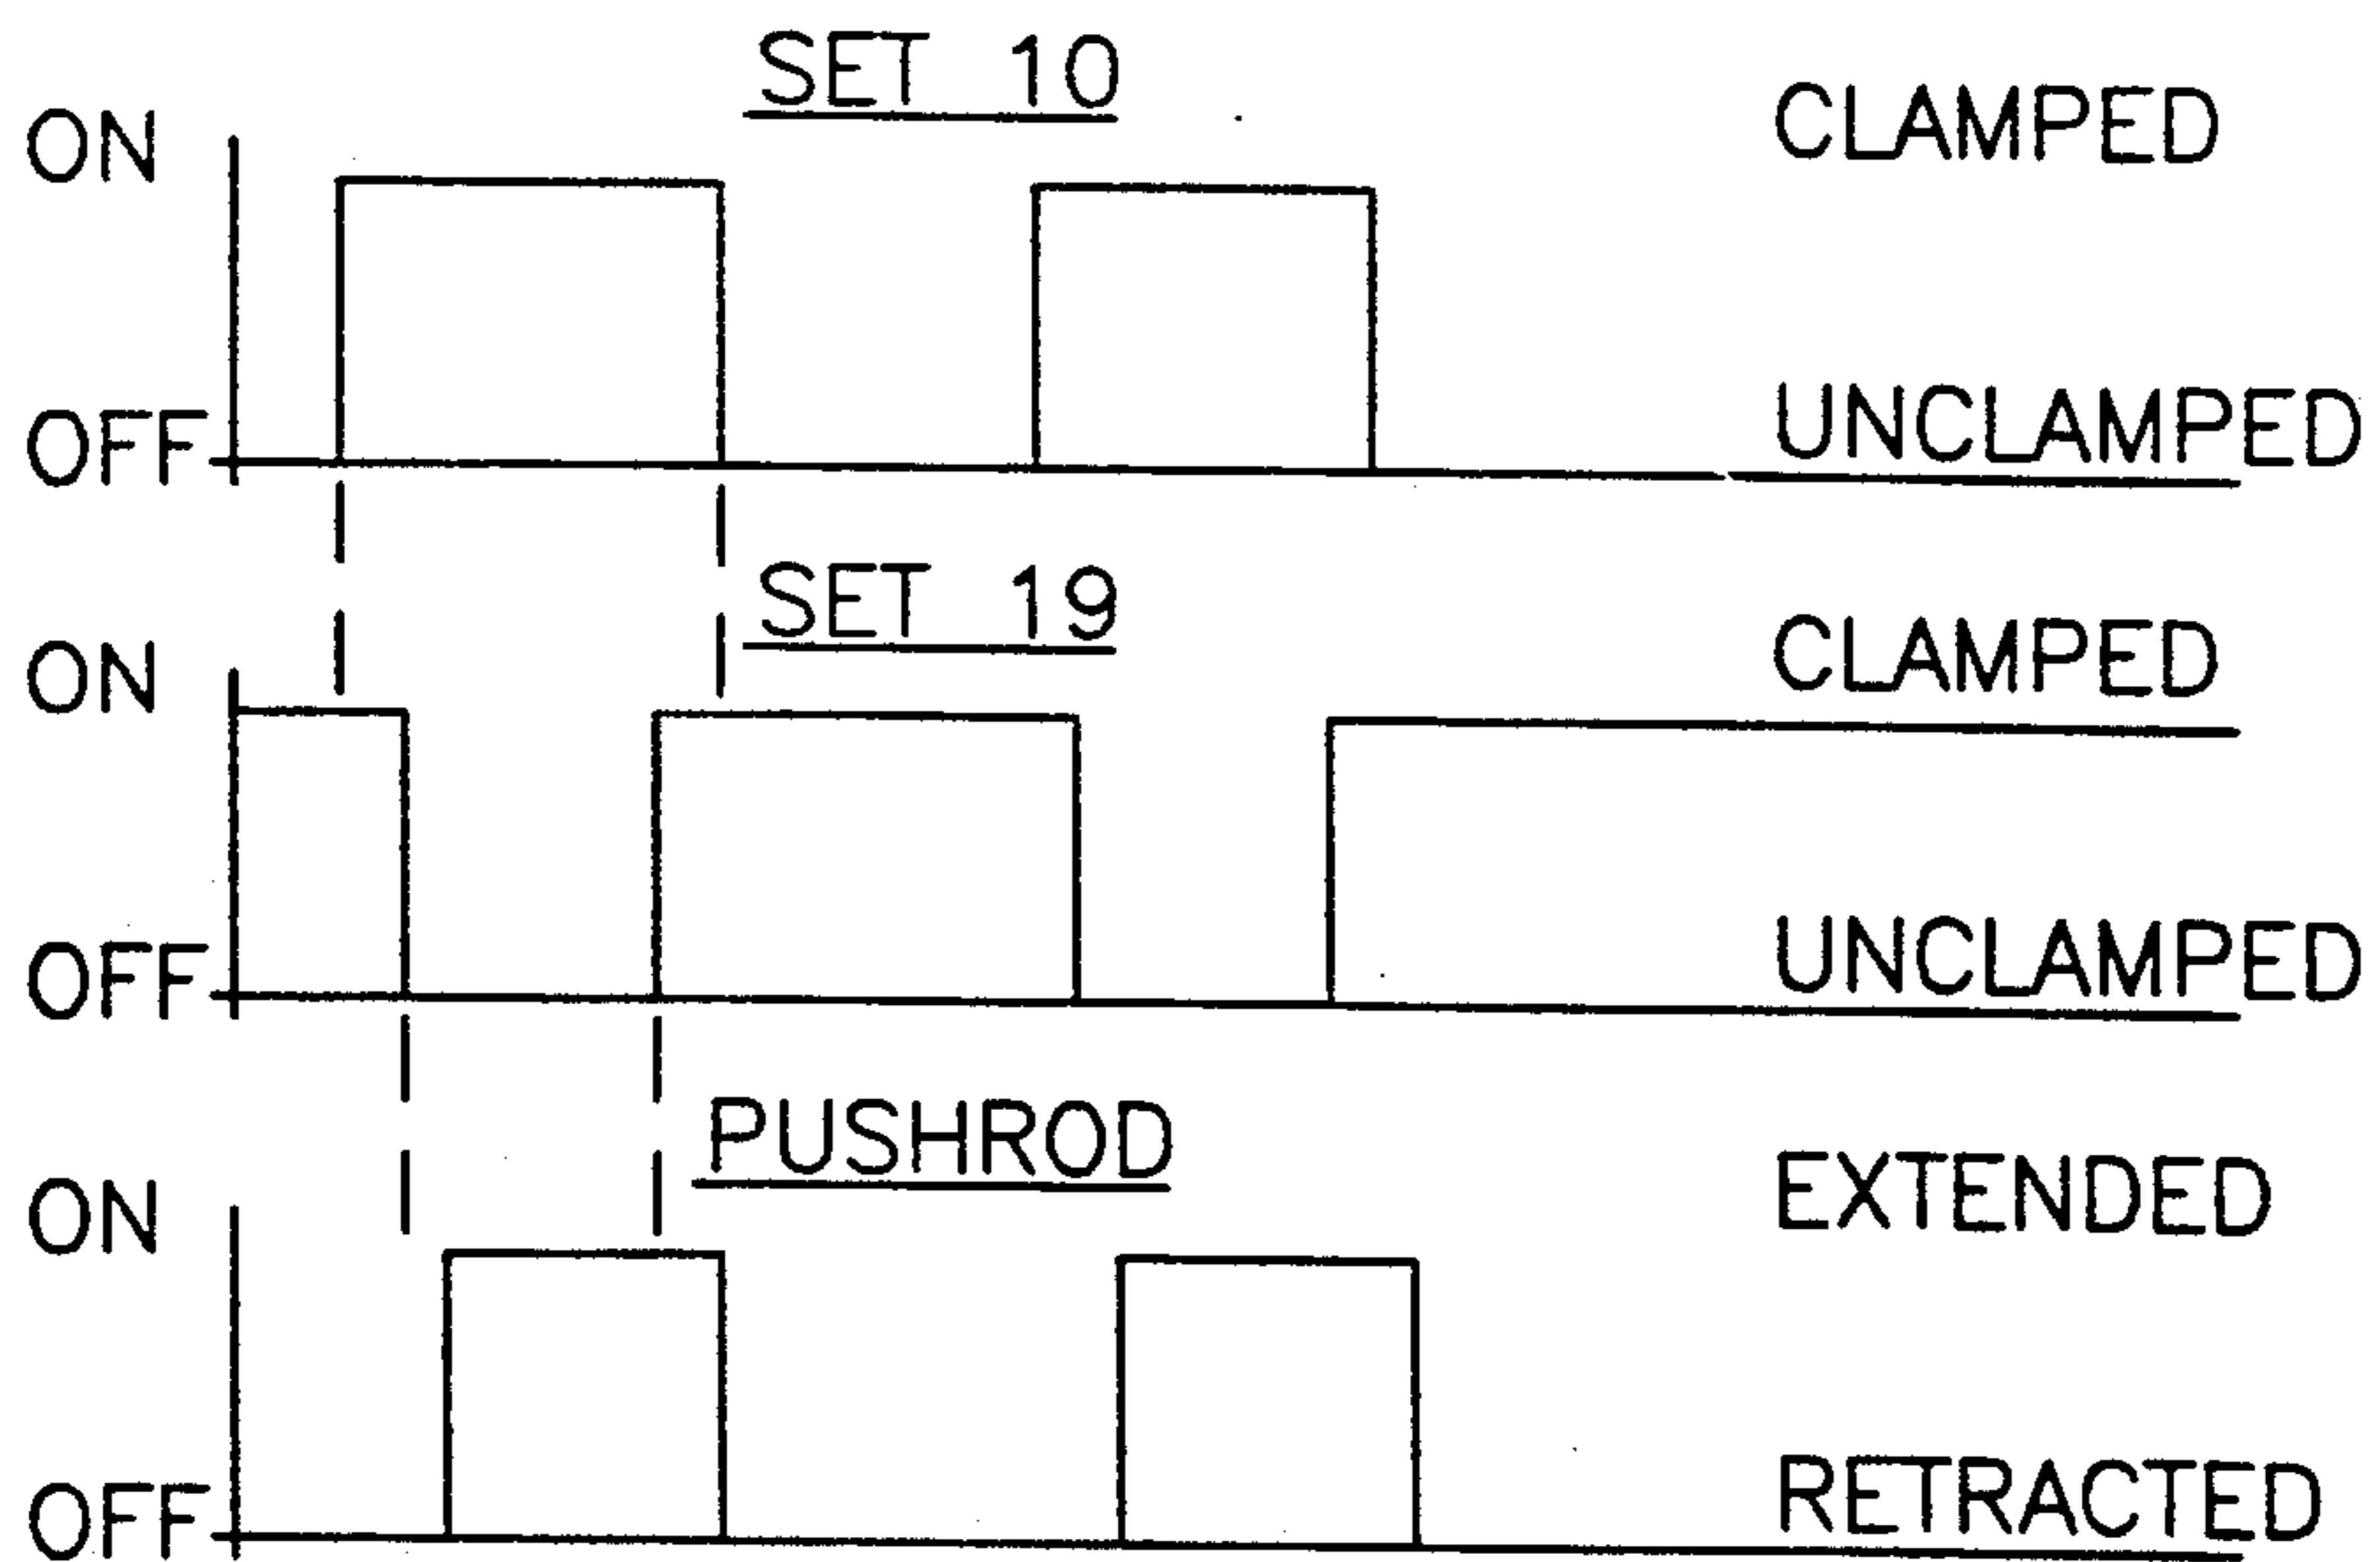 SET 10
ON
CLAMPED
OFF
UNCLAMPED
SET 19
ON
CLAMPED
OFF
UNCLAMPED
PUSHROD
ON
EXTENDED
OFF
RETRACTED